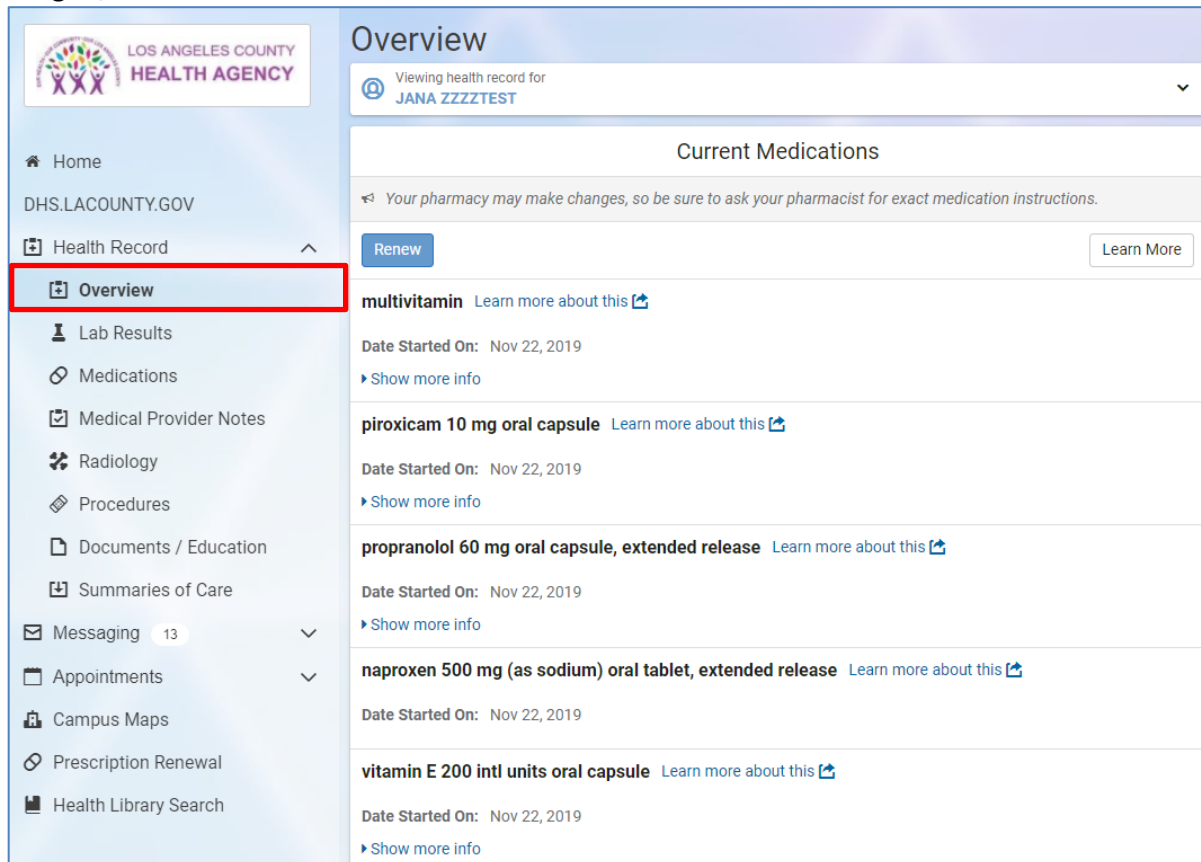 LOS ANGELES COUNTY
HEALTH AGENCY
Home
DHS.LACOUNTY.GOV
Health Record
Overview
Lab Results
Medications
Medical Provider Notes
Radiology
Procedures
Documents / Education
Summaries of Care
Messaging 13
Appointments
Campus Maps
Prescription Renewal
Health Library Search
Overview
Viewing health record for
JANA ZZZZTEST
Current Medications
Your pharmacy may make changes, so be sure to ask your pharmacist for exact medication instructions.
Renew Learn More
multivitamin Learn more about this
Date Started On: Nov 22, 2019
Show more info
piroxicam 10 mg oral capsule Learn more about this
Date Started On: Nov 22, 2019
Show more info
propranolol 60 mg oral capsule, extended release Learn more about this
Date Started On: Nov 22, 2019
Show more info
naproxen 500 mg (as sodium) oral tablet, extended release Learn more about this
Date Started On: Nov 22, 2019
vitamin E 200 intl units oral capsule Learn more about this
Date Started On: Nov 22, 2019
Show more info